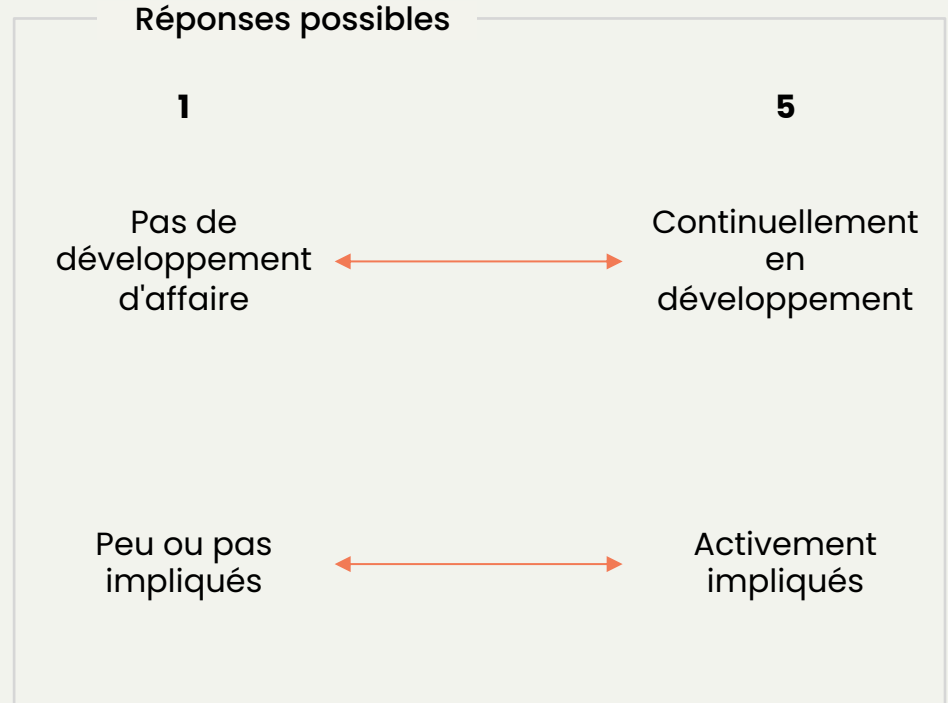 Réponses possibles
1
5
Pas de
développement
d'affaire
Continuellement
en
développement
Peu ou pas
impliqués
Activement
impliqués